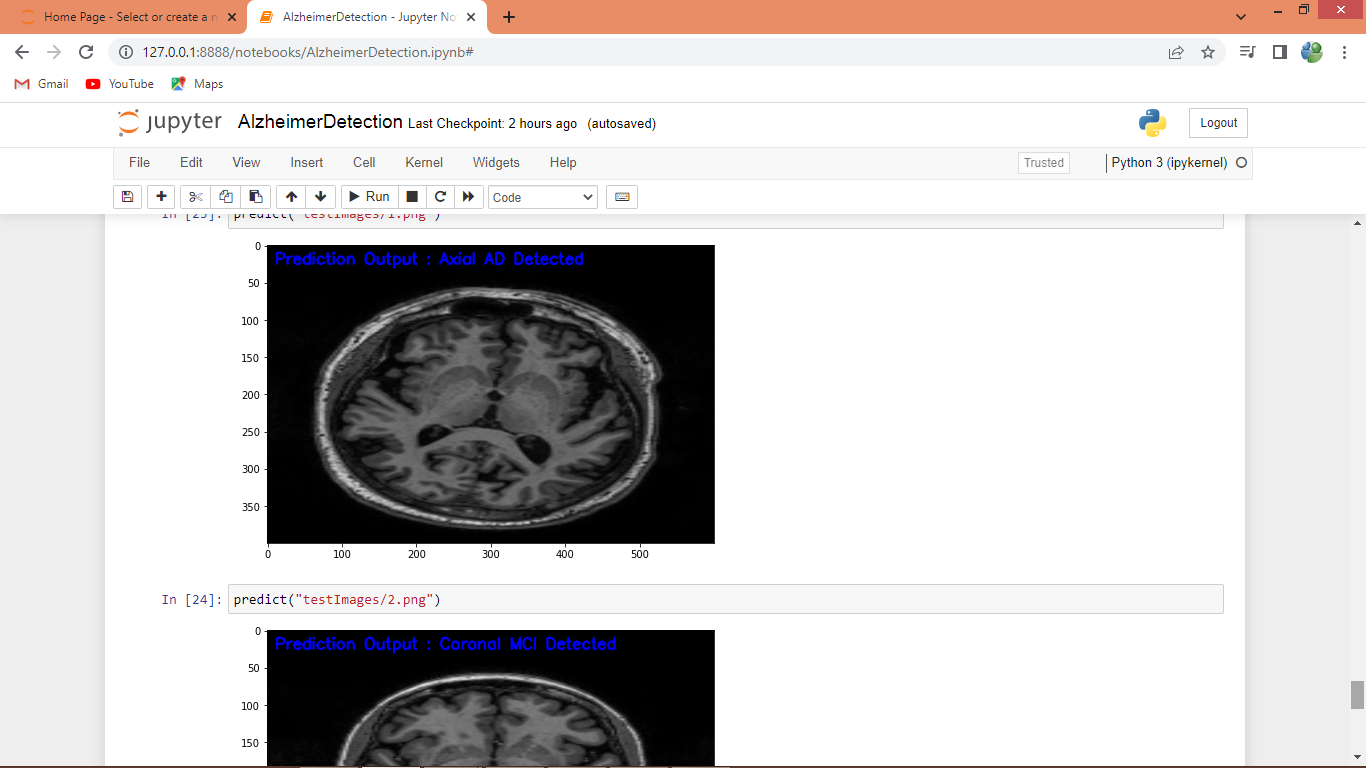 Home Page - Select or create a n
AlzheimerDetection - Jupyter No
127.0.0.1:8888/notebooks/AlzheimerDetection.ipynb#
Gmail YouTube Maps
jupyter AlzheimerDetection Last Checkpoint: 2 hours ago (autosaved)
Logout
File Edit View Insert Cell Kernel Widgets Help
Trusted
Python 3 (ipykernel)
Run
Code
In [23]: predict("testImages/1.png")
Prediction Output : Axial AD Detected
0
50
100
150
200
250
300
350
0 100 200 300 400 500
In [24]: predict("testImages/2.png")
Prediction Output : Coronal MCI Detected
0
50
100
150